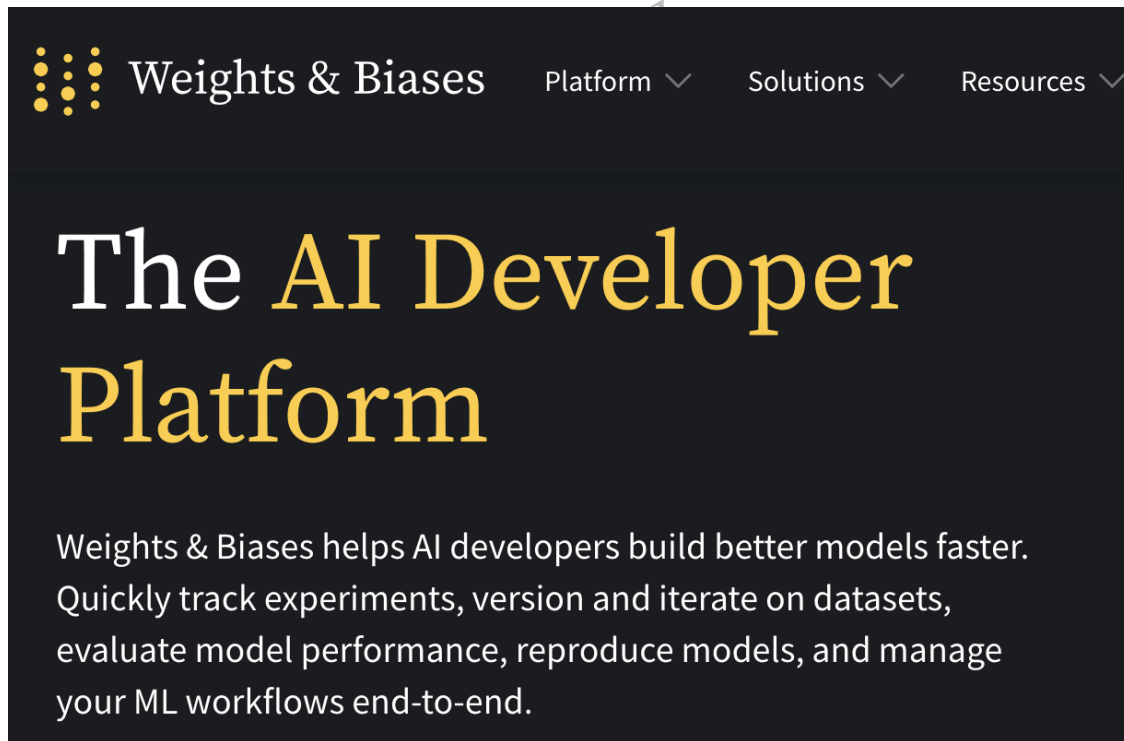 Weights & Biases
Platform
Solutions
Resources
The AI Developer
Platform
Weights & Biases helps AI developers build better models faster.
Quickly track experiments, version and iterate on datasets,
evaluate model performance, reproduce models, and manage
your ML workflows end-to-end.